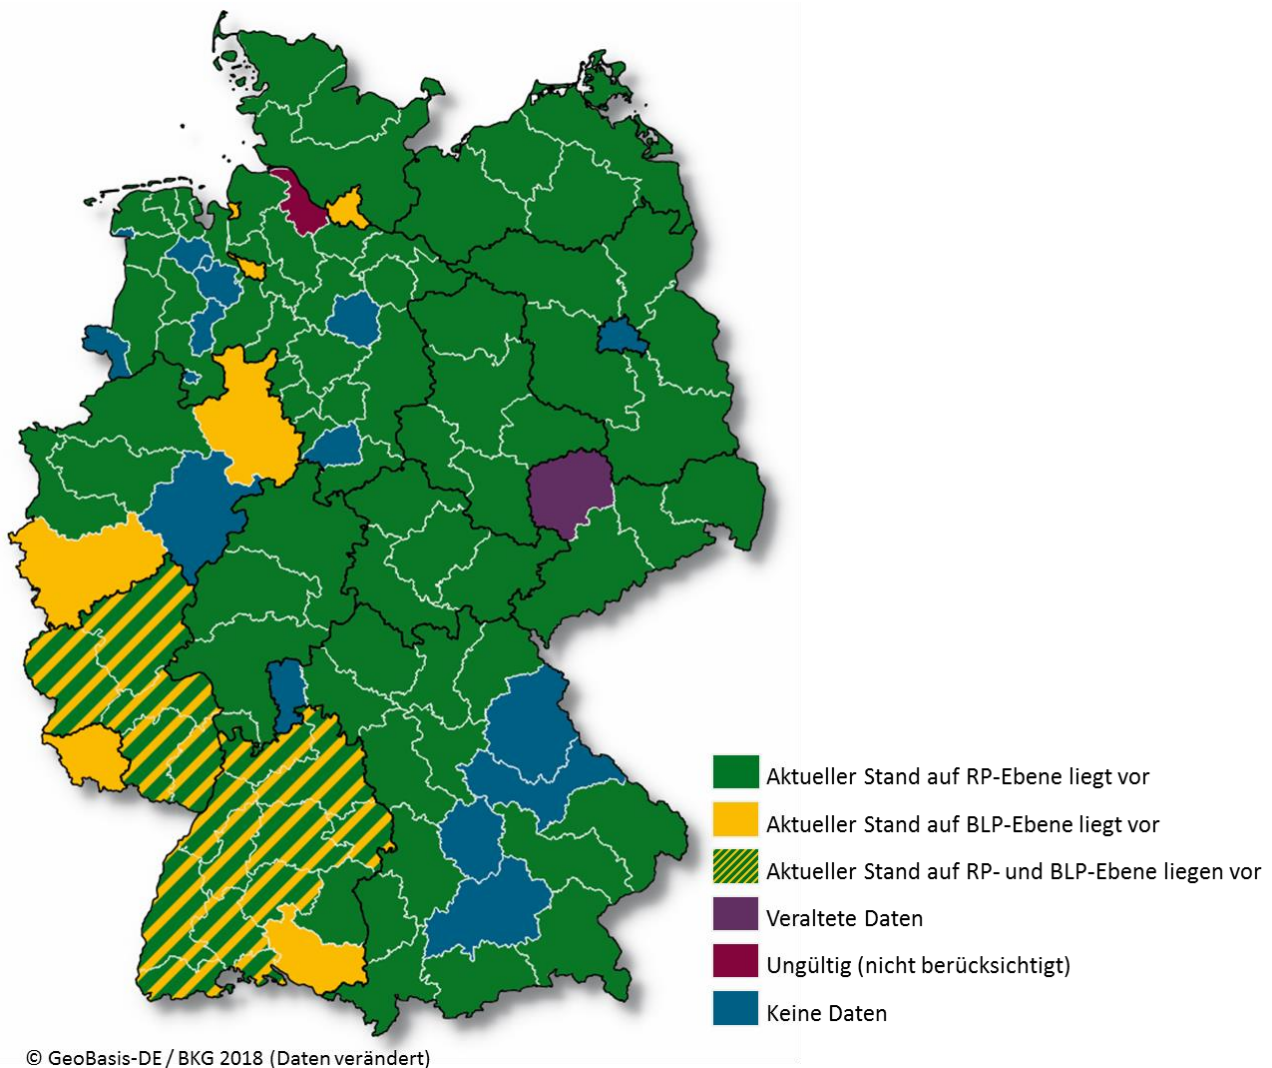 Aktueller Stand auf RP-Ebene liegt vor
Aktueller Stand auf BLP-Ebene liegt vor
Aktueller Stand auf RP- und BLP-Ebene liegen vor
Veraltete Daten
Ungültig (nicht berücksichtigt)
Keine Daten
© GeoBasis-DE / BKG 2018 (Daten verändert)